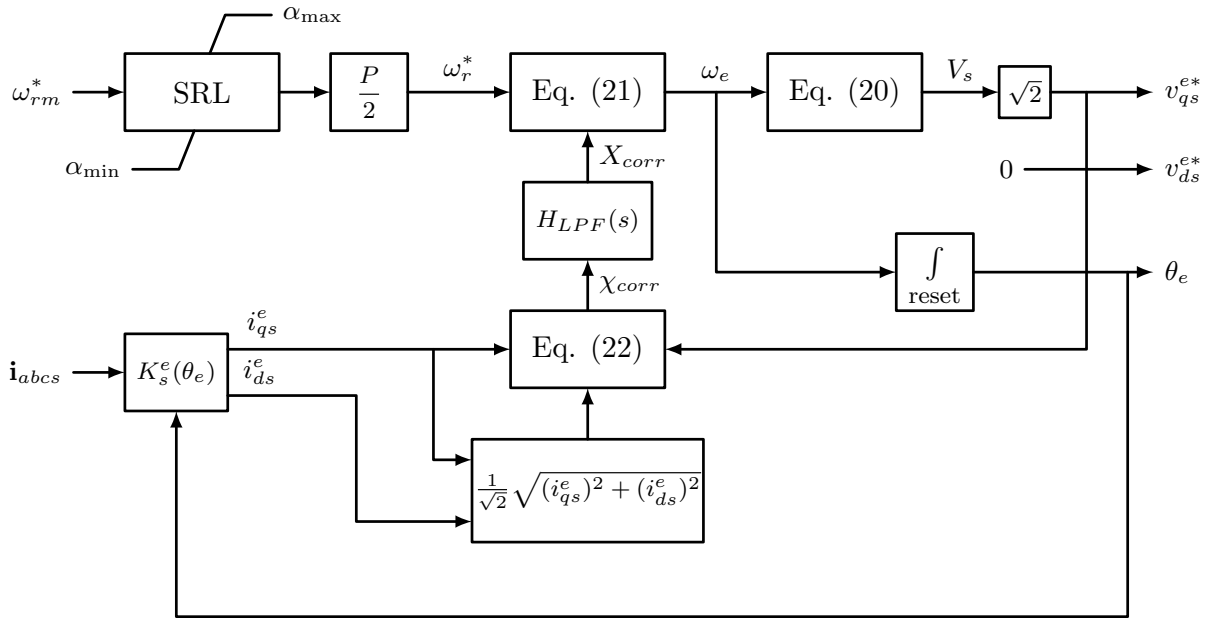 α_max
ω*_rm
SRL
P/2
ω*_r
Eq. (21)
ω_e
Eq. (20)
V_s
√2
v^{e*}_{qs}
α_min
X_corr
0
v^{e*}_{ds}
H_LPF(s)
∫
reset
θ_e
χ_corr
i^e_{qs}
Eq. (22)
i_abcs
K^e_s(θ_e)
i^e_{ds}
1/√2 √((i^e_{qs})^2 + (i^e_{ds})^2)